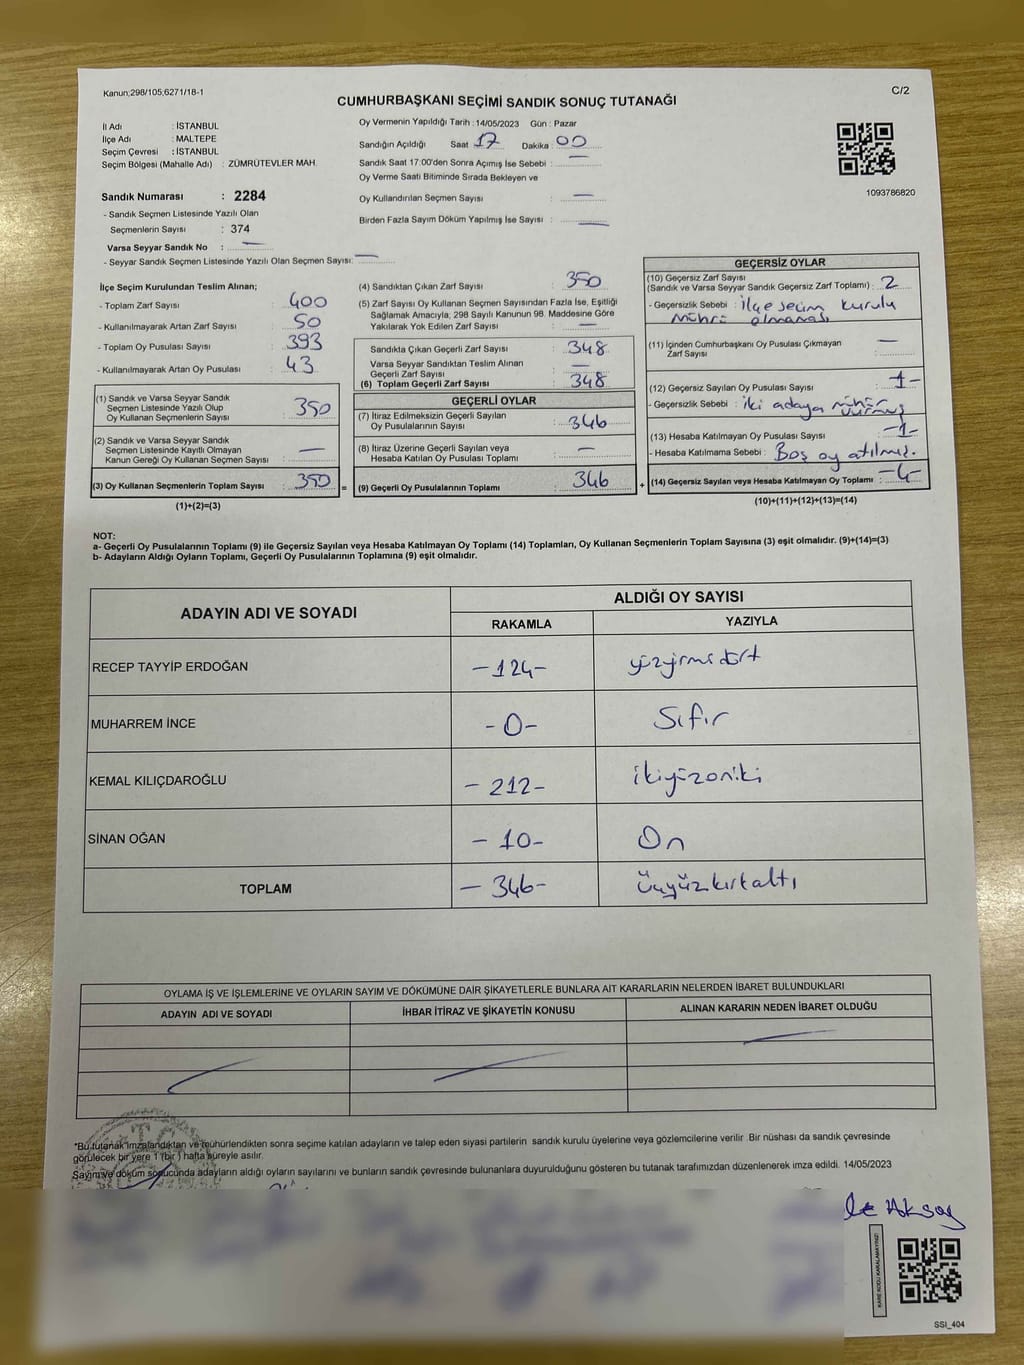 Kanun;298/105,6271/18-1
C/2
CUMHURBAŞKANI SEÇİMİ SANDIK SONUÇ TUTANAĞI
İl Adı : İSTANBUL
İlçe Adı : MALTEPE
Seçim Çevresi : İSTANBUL
Seçim Bölgesi (Mahalle Adı) : ZÜMRÜTEVLER MAH.
Sandık Numarası : 2284
- Sandık Seçmen Listesinde Yazılı Olan
Seçmenlerin Sayısı : 374
Varsa Seyyar Sandık No : —
- Seyyar Sandık Seçmen Listesinde Yazılı Olan Seçmen Sayısı: —
Oy Vermenin Yapıldığı Tarih : 14/05/2023 Gün : Pazar
Sandığın Açıldığı Saat 17 Dakika : 00
Sandık Saat 17:00'den Sonra Açımış İse Sebebi : —
Oy Verme Saati Bitiminde Sırada Bekleyen ve
Oy Kullandırılan Seçmen Sayısı : —
Birden Fazla Sayım Döküm Yapılmış İse Sayısı : —
1093786820
İlçe Seçim Kurulundan Teslim Alınan;
- Toplam Zarf Sayısı : 400
- Kullanılmayarak Artan Zarf Sayısı : 50
- Toplam Oy Pusulası Sayısı : 393
- Kullanılmayarak Artan Oy Pusulası : 43
(1) Sandık ve Varsa Seyyar Sandık
Seçmen Listesinde Yazılı Olup
Oy Kullanan Seçmenlerin Sayısı : 350
(2) Sandık ve Varsa Seyyar Sandık
Seçmen Listesinde Kayıtlı Olmayan
Kanun Gereği Oy Kullanan Seçmen Sayısı : —
(3) Oy Kullanan Seçmenlerin Toplam Sayısı : 350 =
(1)+(2)=(3)
(4) Sandıktan Çıkan Zarf Sayısı : 350
(5) Zarf Sayısı Oy Kullanan Seçmen Sayısından Fazla İse, Eşitliği
Sağlamak Amacıyla, 298 Sayılı Kanunun 98. Maddesine Göre
Yakılarak Yok Edilen Zarf Sayısı : —
Sandıkta Çıkan Geçerli Zarf Sayısı : 348
Varsa Seyyar Sandıktan Teslim Alınan
Geçerli Zarf Sayısı : —
(6) Toplam Geçerli Zarf Sayısı : 348
GEÇERLİ OYLAR
(7) İtiraz Edilmeksizin Geçerli Sayılan
Oy Pusulalarının Sayısı : 346
(8) İtiraz Üzerine Geçerli Sayılan veya
Hesaba Katılan Oy Pusulası Toplamı : —
(9) Geçerli Oy Pusulalarının Toplamı : 346 +
GEÇERSİZ OYLAR
(10) Geçersiz Zarf Sayısı
(Sandık ve Varsa Seyyar Sandık Geçersiz Zarf Toplamı) : 2
- Geçersizlik Sebebi : İlçe seçim kurulu
mührü olmaması
(11) İçinden Cumhurbaşkanı Oy Pusulası Çıkmayan
Zarf Sayısı : —
(12) Geçersiz Sayılan Oy Pusulası Sayısı : -1-
- Geçersizlik Sebebi : iki adaya mühür
vurmuş
(13) Hesaba Katılmayan Oy Pusulası Sayısı : -1-
- Hesaba Katılmama Sebebi : Boş oy atılmış.
(14) Geçersiz Sayılan veya Hesaba Katılmayan Oy Toplamı : -4-
(10)+(11)+(12)+(13)=(14)
NOT:
a- Geçerli Oy Pusulalarının Toplamı (9) ile Geçersiz Sayılan veya Hesaba Katılmayan Oy Toplamı (14) Toplamları, Oy Kullanan Seçmenlerin Toplam Sayısına (3) eşit olmalıdır. (9)+(14)=(3)
b- Adayların Aldığı Oyların Toplamı, Geçerli Oy Pusulalarının Toplamına (9) eşit olmalıdır.
ADAYIN ADI VE SOYADI
ALDIĞI OY SAYISI
RAKAMLA YAZIYLA
RECEP TAYYİP ERDOĞAN -124- yüzyirmidört
MUHARREM İNCE -0- Sıfır
KEMAL KILIÇDAROĞLU -212- ikiyüzoniki
SİNAN OĞAN -10- On
TOPLAM -346- Üçyüzkırkaltı
OYLAMA İŞ VE İŞLEMLERİNE VE OYLARIN SAYIM VE DÖKÜMÜNE DAİR ŞİKAYETLERLE BUNLARA AİT KARARLARIN NELERDEN İBARET BULUNDUKLARI
ADAYIN ADI VE SOYADI İHBAR İTİRAZ VE ŞİKAYETİN KONUSU ALINAN KARARIN NEDEN İBARET OLDUĞU
*Bu tutanak imzalandıktan ve mühürlendikten sonra seçime katılan adayların ve talep eden siyasi partilerin sandık kurulu üyelerine veya gözlemcilerine verilir .Bir nüshası da sandık çevresinde
görülecek bir yere 1 (bir ) hafta süreyle asılır.
Sayım ve döküm sonucunda adayların aldığı oyların sayılarını ve bunların sandık çevresinde bulunanlara duyurulduğunu gösteren bu tutanak tarafımızdan düzenlenerek imza edildi. 14/05/2023
Aksoy
KARE KODU KARALAMAYINIZ!
SSI_404